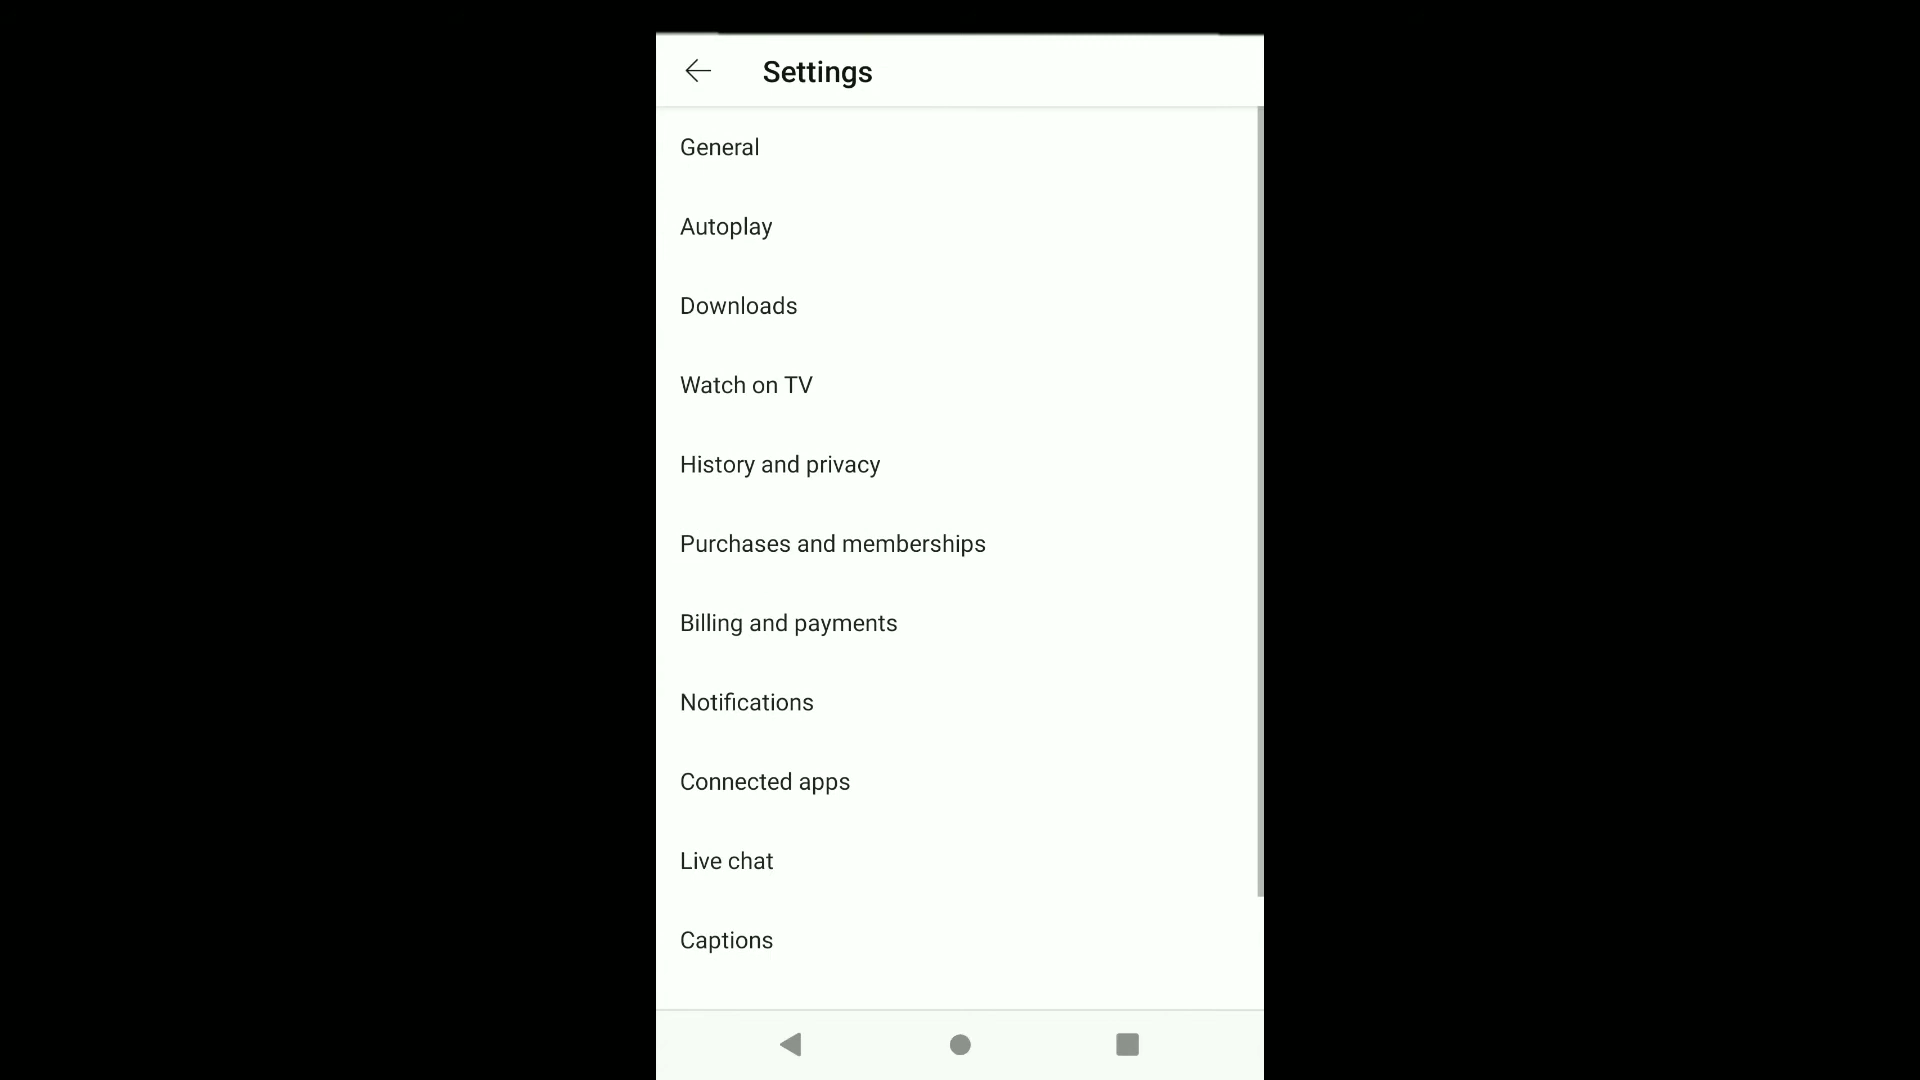 Settings
General
Autoplay
Downloads
Watch on TV
History and privacy
Purchases and memberships
Billing and payments
Notifications
Connected apps
Live chat
Captions